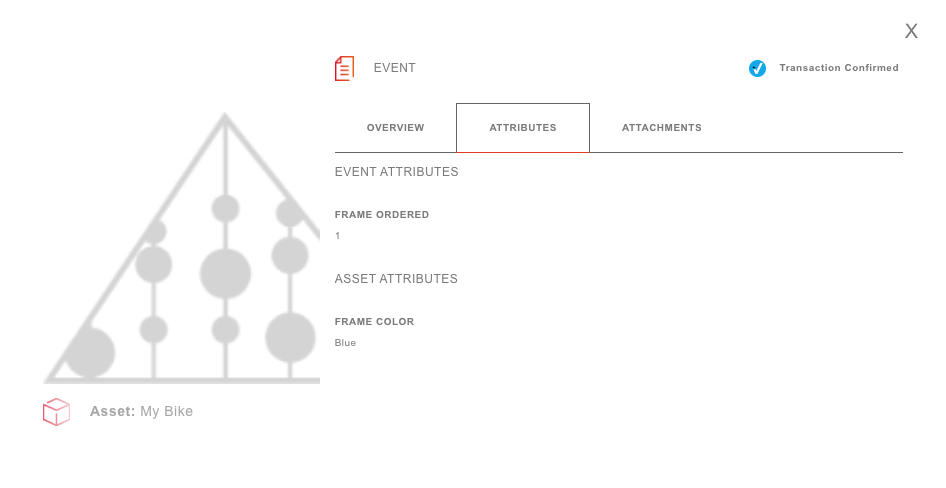 X
EVENT
Transaction Confirmed
OVERVIEW
ATTRIBUTES
ATTACHMENTS
EVENT ATTRIBUTES
FRAME ORDERED
1
ASSET ATTRIBUTES
FRAME COLOR
Blue
Asset: My Bike